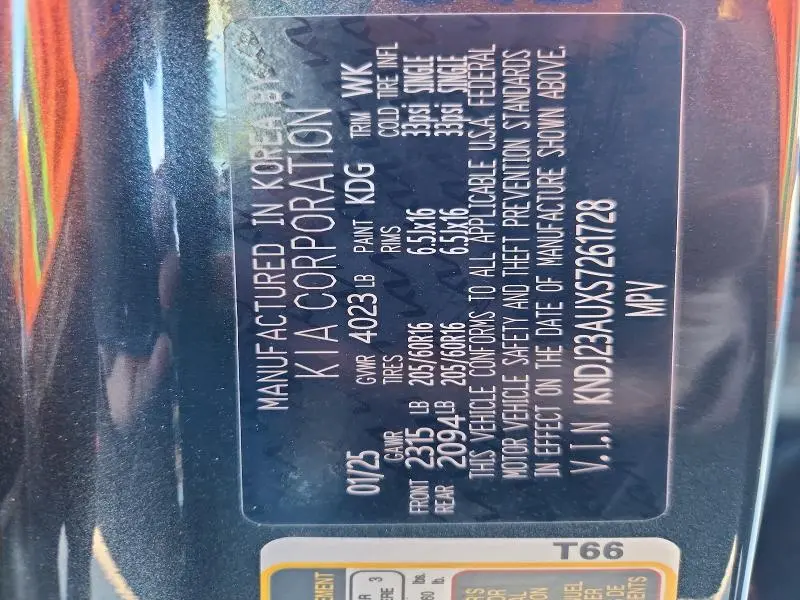 MANUFACTURED IN KOREA BY
KIA CORPORATION
01/25 GVWR 4023 LB PAINT KDG TRIM WK
GAWR TIRES RIMS COLD TIRE INFL
FRONT 2315 LB 205/60R16 6.5Jx16 33psi SINGLE
REAR 2094 LB 205/60R16 6.5Jx16 33psi SINGLE
THIS VEHICLE CONFORMS TO ALL APPLICABLE U.S.A. FEDERAL
MOTOR VEHICLE SAFETY AND THEFT PREVENTION STANDARDS
IN EFFECT ON THE DATE OF MANUFACTURE SHOWN ABOVE.
V.I.N KNDJ23AUXS7261728
MPV
T66